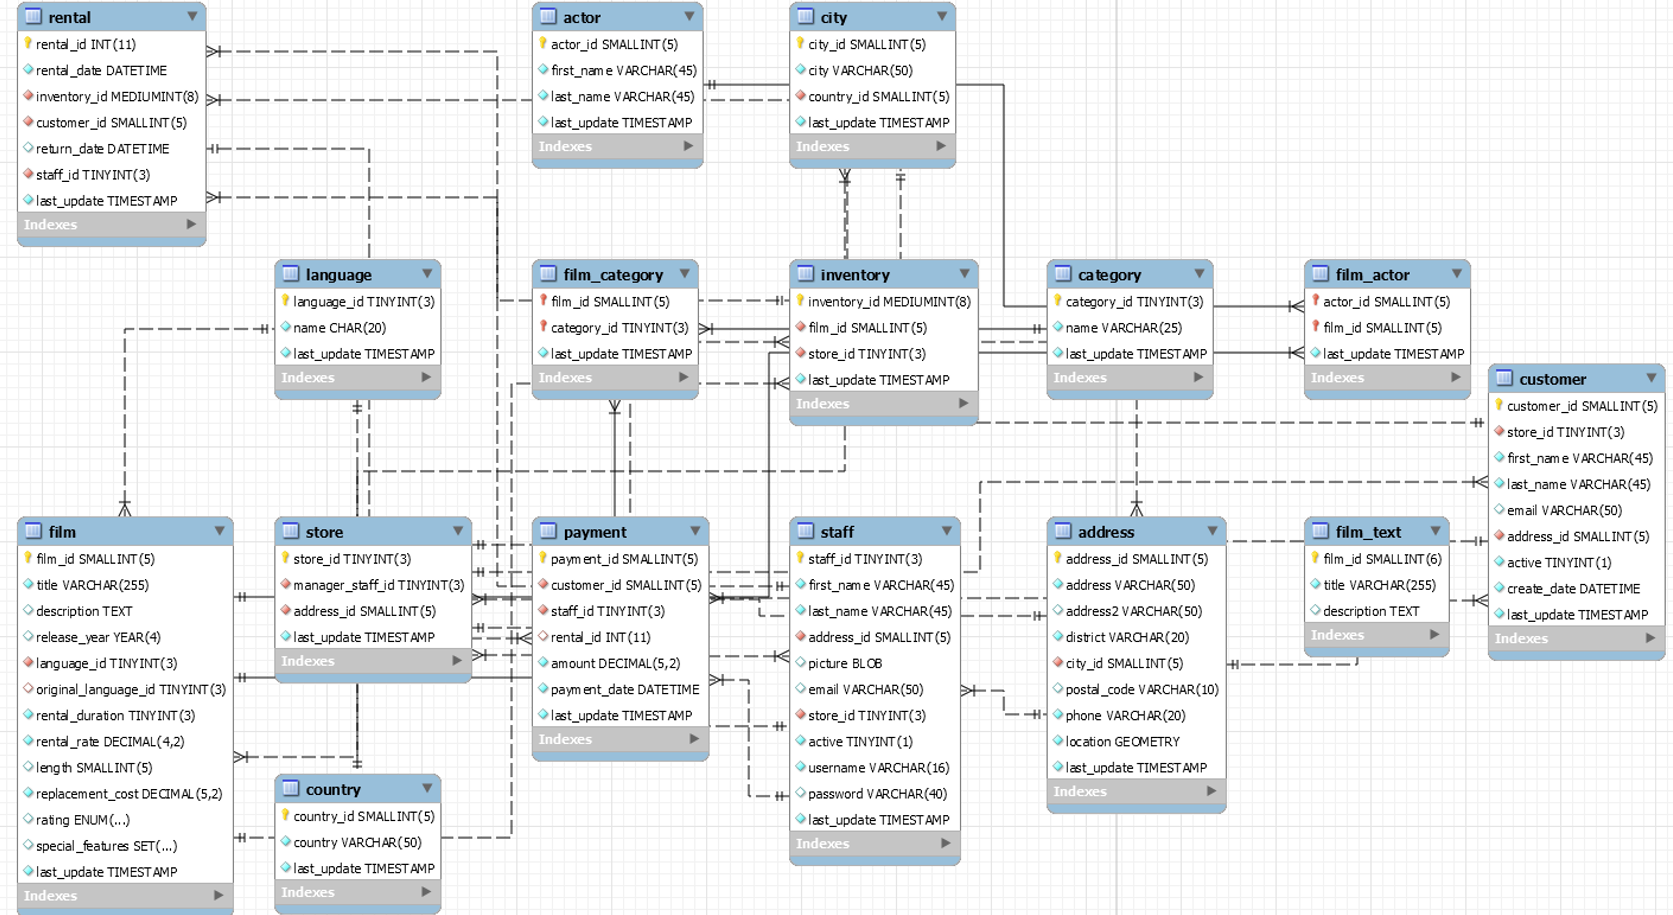 rental
rental_id INT(11)
rental_date DATETIME
inventory_id MEDIUMINT(8)
customer_id SMALLINT(5)
return_date DATETIME
staff_id TINYINT(3)
last_update TIMESTAMP
Indexes
actor
actor_id SMALLINT(5)
first_name VARCHAR(45)
last_name VARCHAR(45)
last_update TIMESTAMP
Indexes
city
city_id SMALLINT(5)
city VARCHAR(50)
country_id SMALLINT(5)
last_update TIMESTAMP
Indexes
language
language_id TINYINT(3)
name CHAR(20)
last_update TIMESTAMP
Indexes
film_category
film_id SMALLINT(5)
category_id TINYINT(3)
last_update TIMESTAMP
Indexes
inventory
inventory_id MEDIUMINT(8)
film_id SMALLINT(5)
store_id TINYINT(3)
last_update TIMESTAMP
Indexes
category
category_id TINYINT(3)
name VARCHAR(25)
last_update TIMESTAMP
Indexes
film_actor
actor_id SMALLINT(5)
film_id SMALLINT(5)
last_update TIMESTAMP
Indexes
customer
customer_id SMALLINT(5)
store_id TINYINT(3)
first_name VARCHAR(45)
last_name VARCHAR(45)
email VARCHAR(50)
address_id SMALLINT(5)
active TINYINT(1)
create_date DATETIME
last_update TIMESTAMP
Indexes
film
film_id SMALLINT(5)
title VARCHAR(255)
description TEXT
release_year YEAR(4)
language_id TINYINT(3)
original_language_id TINYINT(3)
rental_duration TINYINT(3)
rental_rate DECIMAL(4,2)
length SMALLINT(5)
replacement_cost DECIMAL(5,2)
rating ENUM(...)
special_features SET(...)
last_update TIMESTAMP
Indexes
store
store_id TINYINT(3)
manager_staff_id TINYINT(3)
address_id SMALLINT(5)
last_update TIMESTAMP
Indexes
payment
payment_id SMALLINT(5)
customer_id SMALLINT(5)
staff_id TINYINT(3)
rental_id INT(11)
amount DECIMAL(5,2)
payment_date DATETIME
last_update TIMESTAMP
Indexes
staff
staff_id TINYINT(3)
first_name VARCHAR(45)
last_name VARCHAR(45)
address_id SMALLINT(5)
picture BLOB
email VARCHAR(50)
store_id TINYINT(3)
active TINYINT(1)
username VARCHAR(16)
password VARCHAR(40)
last_update TIMESTAMP
Indexes
address
address_id SMALLINT(5)
address VARCHAR(50)
address2 VARCHAR(50)
district VARCHAR(20)
city_id SMALLINT(5)
postal_code VARCHAR(10)
phone VARCHAR(20)
location GEOMETRY
last_update TIMESTAMP
Indexes
film_text
film_id SMALLINT(6)
title VARCHAR(255)
description TEXT
Indexes
country
country_id SMALLINT(5)
country VARCHAR(50)
last_update TIMESTAMP
Indexes